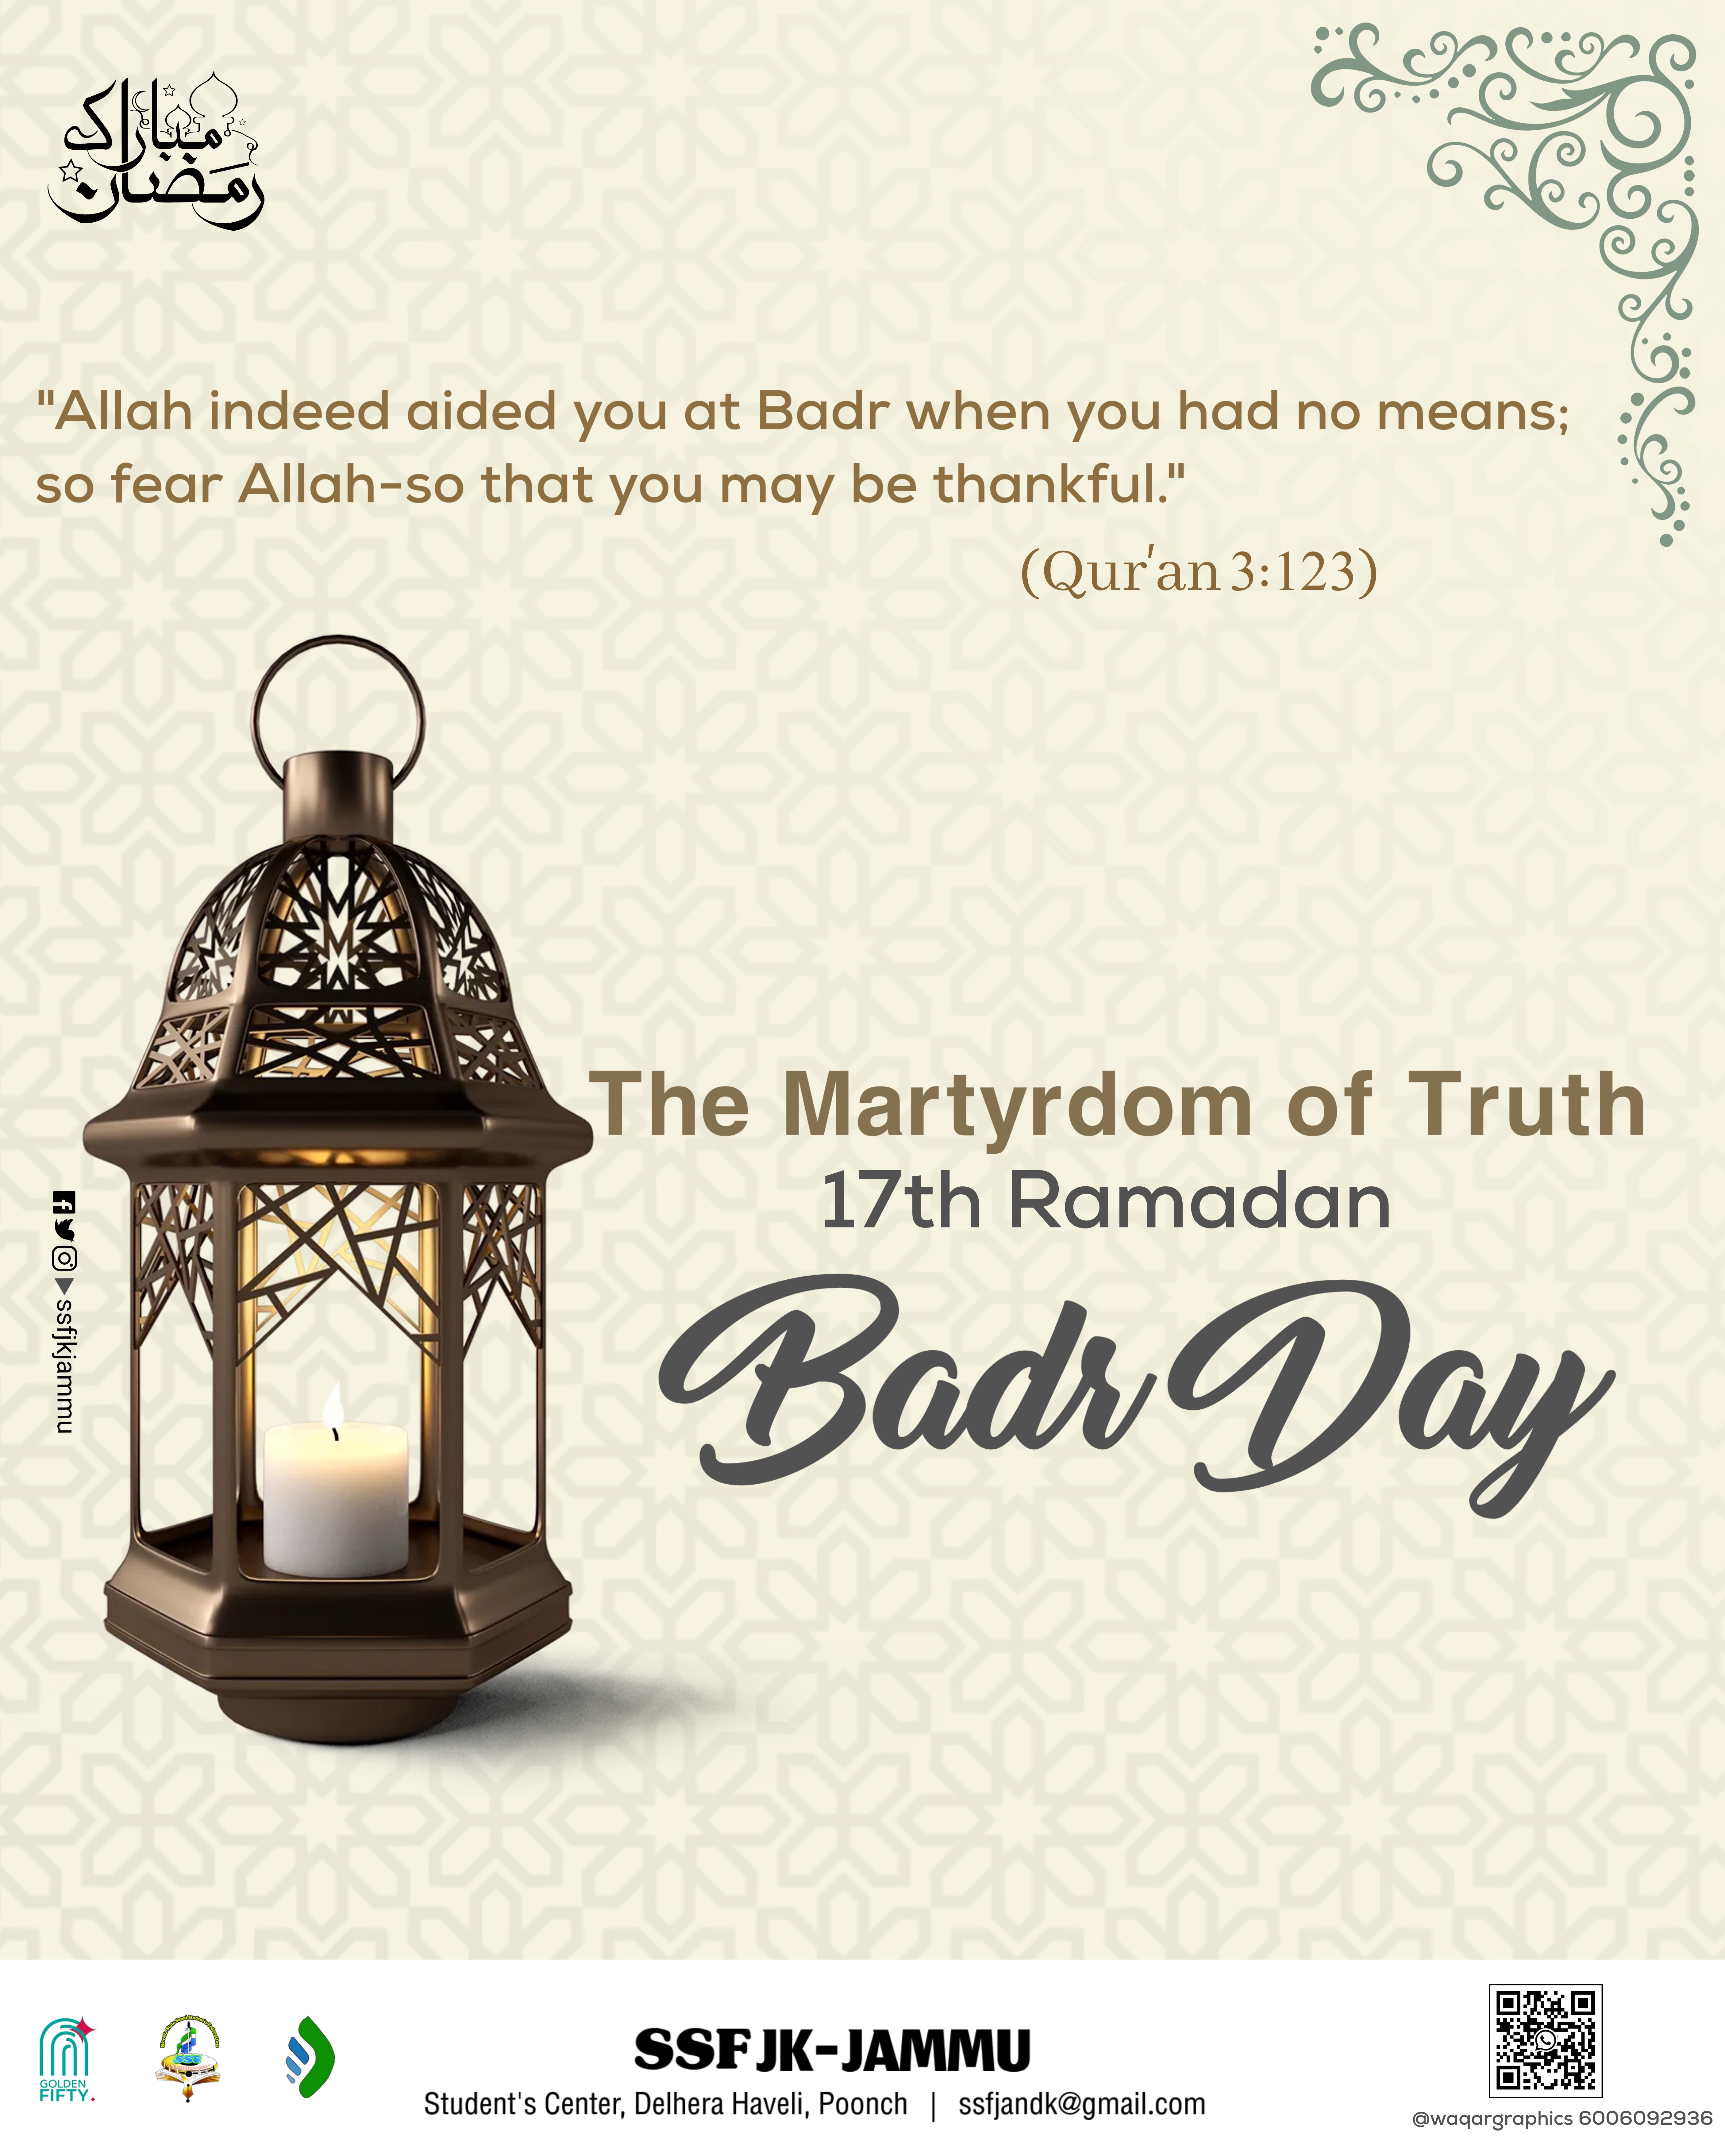 مبارك
رمضان
"Allah indeed aided you at Badr when you had no means;
so fear Allah-so that you may be thankful."
(Qur'an 3:123)
The Martyrdom of Truth
17th Ramadan
Badr Day
ssfjkjammu
GOLDEN
FIFTY.
SSF
SSF JK-JAMMU
Student's Center, Delhera Haveli, Poonch | ssfjandk@gmail.com
@waqargraphics 6006092936